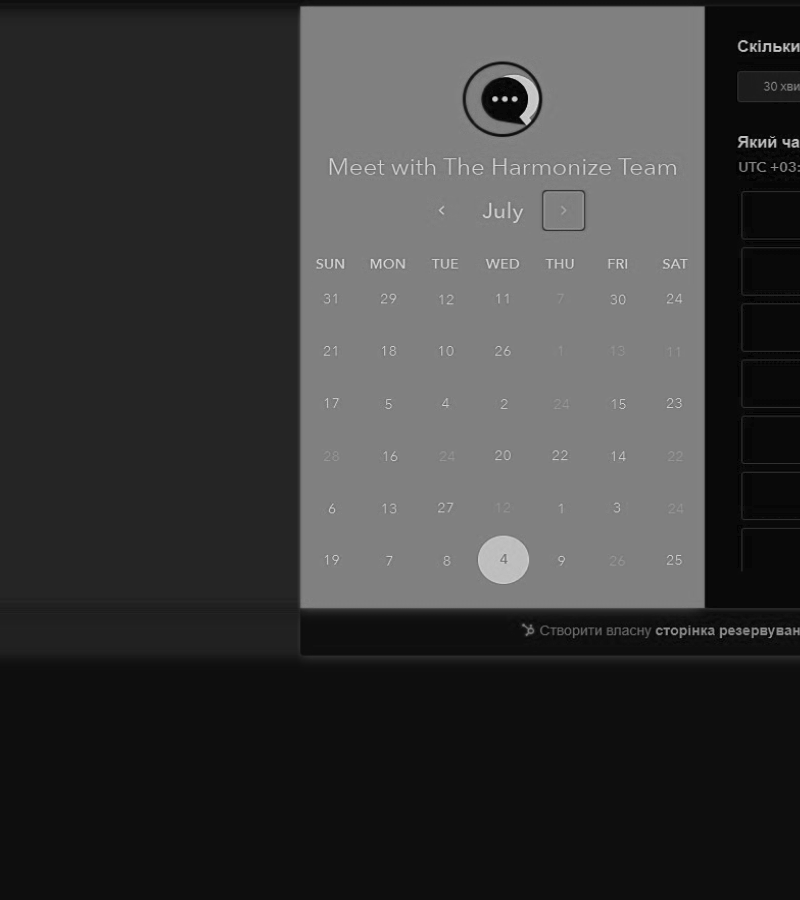 Скільки
30 хви
Meet with The Harmonize Team
Який ча
UTC +03:
July
SUN MON TUE WED THU FRI SAT
31 29 12 11 7 30 24
21 18 10 26 1 13 11
17 5 4 2 24 15 23
28 16 24 20 22 14 22
6 13 27 12 1 3 24
19 7 8 4 9 26 25
Створити власну сторінка резервуван